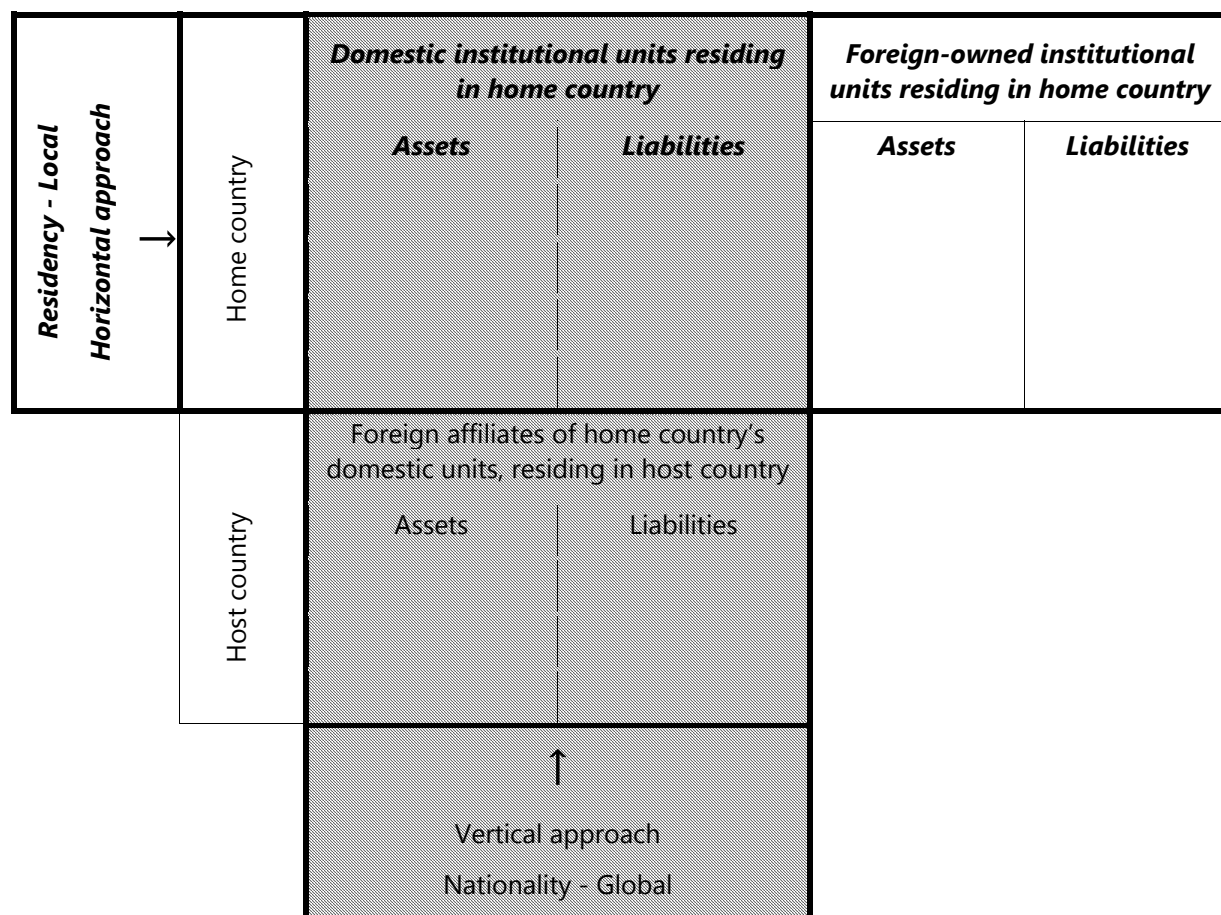 Residency - Local
Horizontal approach
→
Home country
Domestic institutional units residing
in home country
Assets
Liabilities
Foreign-owned institutional
units residing in home country
Assets
Liabilities
Host country
Foreign affiliates of home country’s
domestic units, residing in host country
Assets
Liabilities
↑
Vertical approach
Nationality - Global